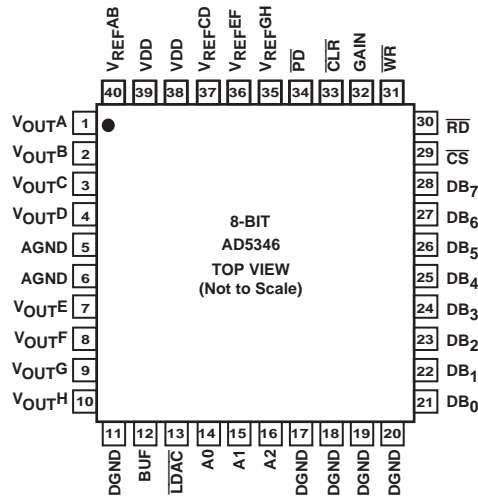 VREFAB
VDD
VDD
VREFCD
VREFEF
VREFGH
PD
CLR
GAIN
WR
40 39 38 37 36 35 34 33 32 31
VOUTA 1
VOUTB 2
VOUTC 3
VOUTD 4
AGND 5
AGND 6
VOUTE 7
VOUTF 8
VOUTG 9
VOUTH 10
8-BIT
AD5346
TOP VIEW
(Not to Scale)
30 RD
29 CS
28 DB7
27 DB6
26 DB5
25 DB4
24 DB3
23 DB2
22 DB1
21 DB0
11 12 13 14 15 16 17 18 19 20
DGND
BUF
LDAC
A0
A1
A2
DGND
DGND
DGND
DGND